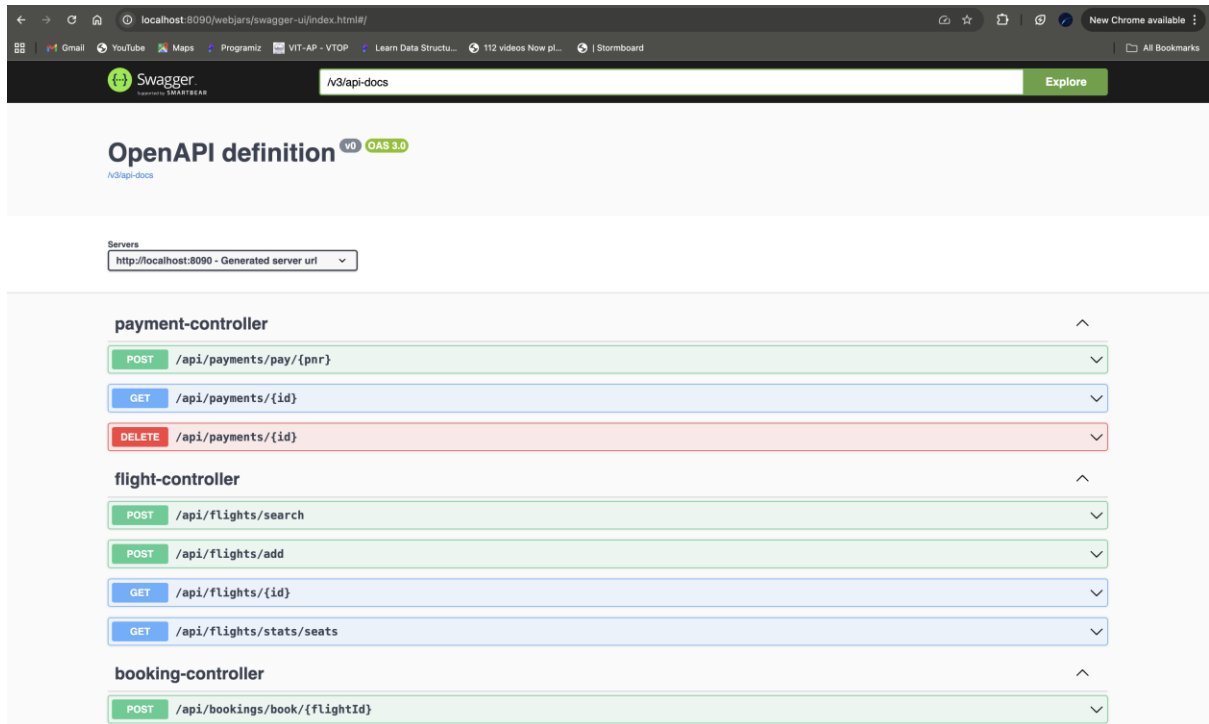 localhost:8090/webjars/swagger-ui/index.html#/ New Chrome available
Gmail YouTube Maps Programiz VIT-AP - VTOP Learn Data Structu... 112 videos Now pl... | Stormboard All Bookmarks
Swagger. /v3/api-docs Explore
Supported by SMARTBEAR
OpenAPI definition v0 OAS 3.0
/v3/api-docs
Servers
http://localhost:8090 - Generated server url
payment-controller
POST /api/payments/pay/{pnr}
GET /api/payments/{id}
DELETE /api/payments/{id}
flight-controller
POST /api/flights/search
POST /api/flights/add
GET /api/flights/{id}
GET /api/flights/stats/seats
booking-controller
POST /api/bookings/book/{flightId}